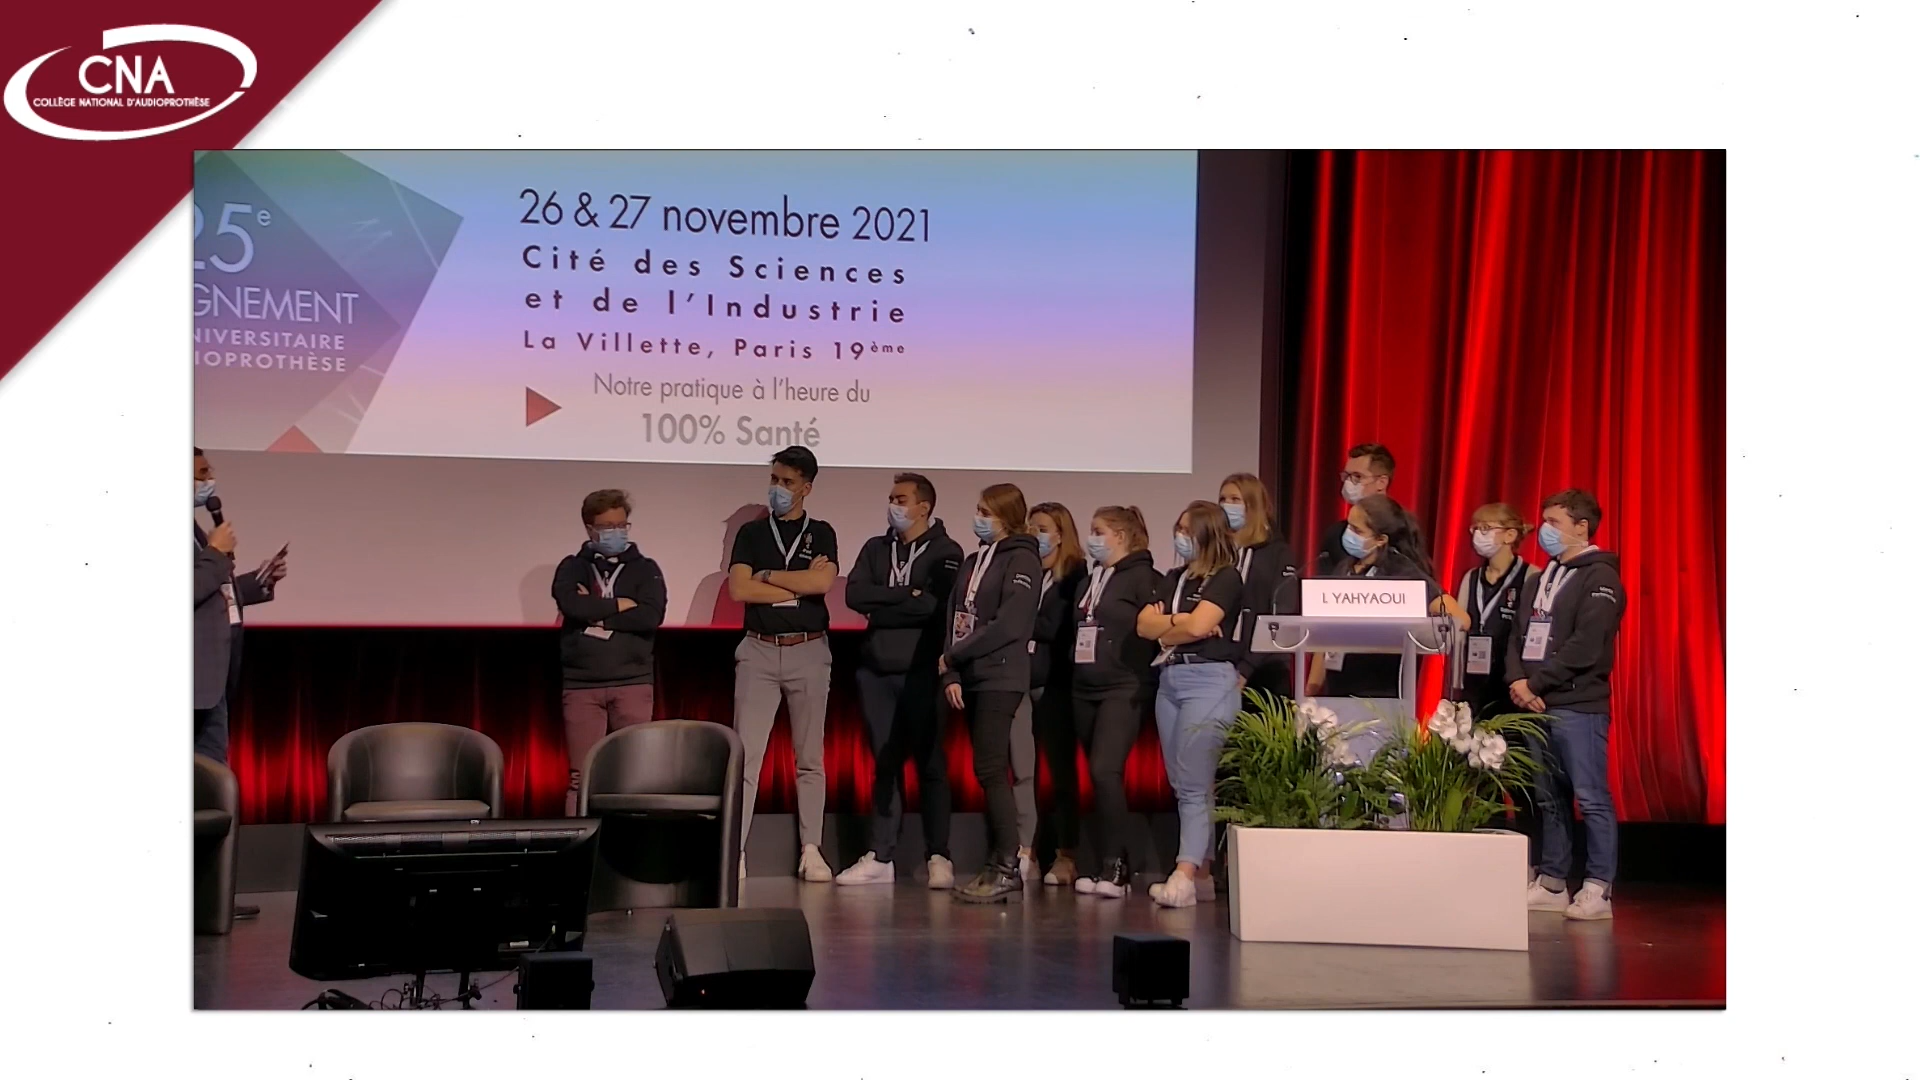 CNA
COLLÈGE NATIONAL D'AUDIOPROTHÈSE
25e
GNEMENT
NIVERSITAIRE
IOPROTHÈSE
26 & 27 novembre 2021
Cité des Sciences
et de l'Industrie
La Villette, Paris 19ème
Notre pratique à l'heure du
100% Santé
I. YAHYAOUI